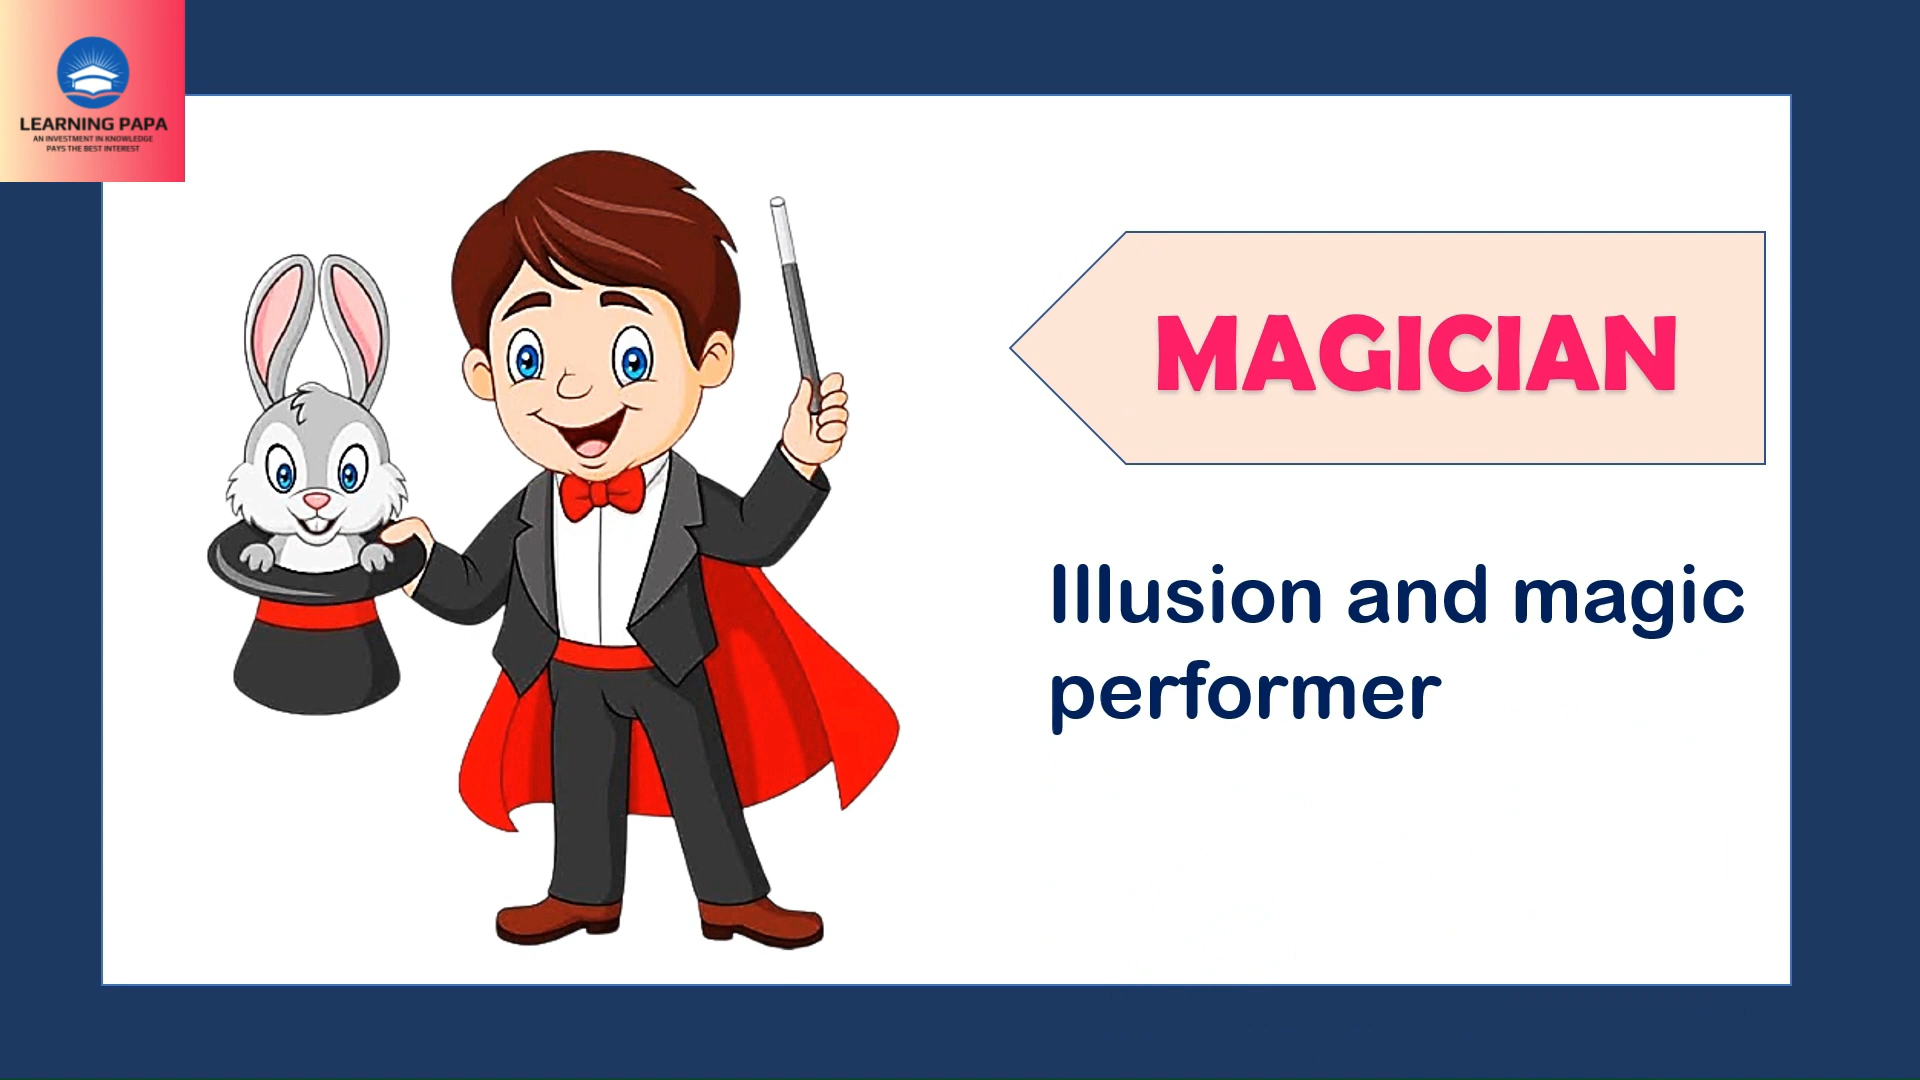 LEARNING PAPA
AN INVESTMENT IN KNOWLEDGE
PAYS THE BEST INTEREST
MAGICIAN
Illusion and magic
performer